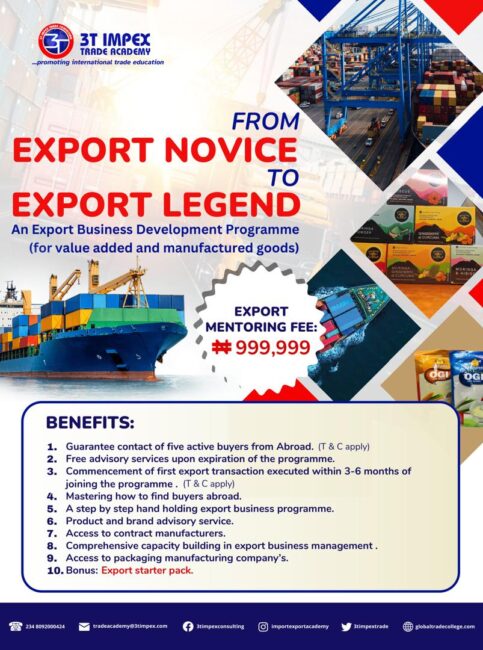 3T IMPEX
TRADE ACADEMY
...promoting international trade education
FROM
EXPORT NOVICE
TO
EXPORT LEGEND
An Export Business Development Programme
(for value added and manufactured goods)
EXPORT
MENTORING FEE:
₦ 999,999
OGI
OGI
BENEFITS:
1. Guarantee contact of five active buyers from Abroad. (T & C apply)
2. Free advisory services upon expiration of the programme.
3. Commencement of first export transaction executed within 3-6 months of
joining the programme . (T & C apply)
4. Mastering how to find buyers abroad.
5. A step by step hand holding export business programme.
6. Product and brand advisory service.
7. Access to contract manufacturers.
8. Comprehensive capacity building in export business management .
9. Access to packaging manufacturing company's.
10. Bonus: Export starter pack.
234 8092000424
tradeacademy@3timpex.com
3timpexconsulting
importexportacademy
3timpextrade
globaltradecollege.com